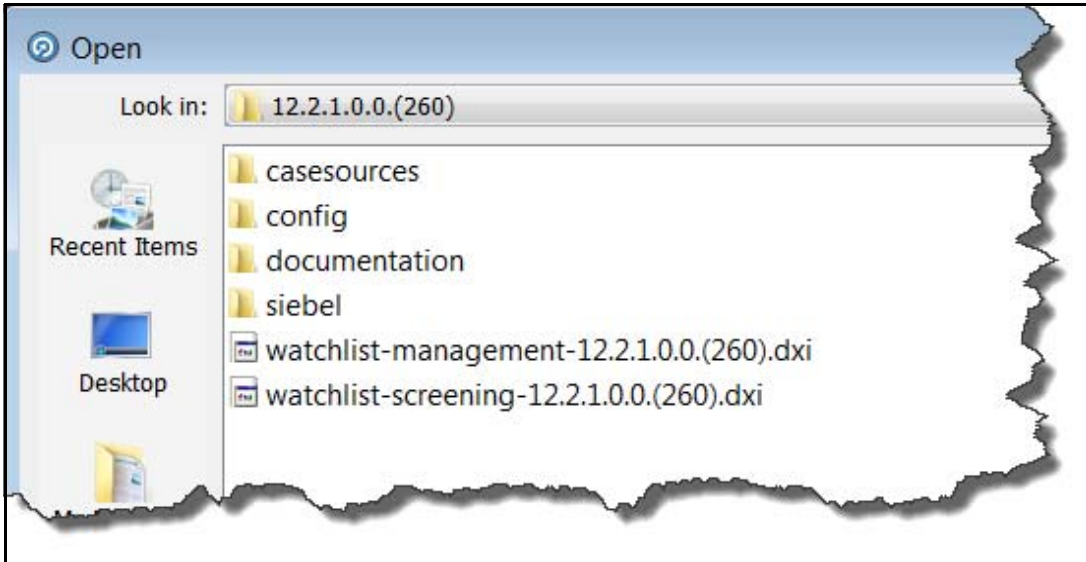 Open
Look in:
12.2.1.0.0.(260)
casesources
config
documentation
siebel
watchlist-management-12.2.1.0.0.(260).dxi
watchlist-screening-12.2.1.0.0.(260).dxi
Recent Items
Desktop